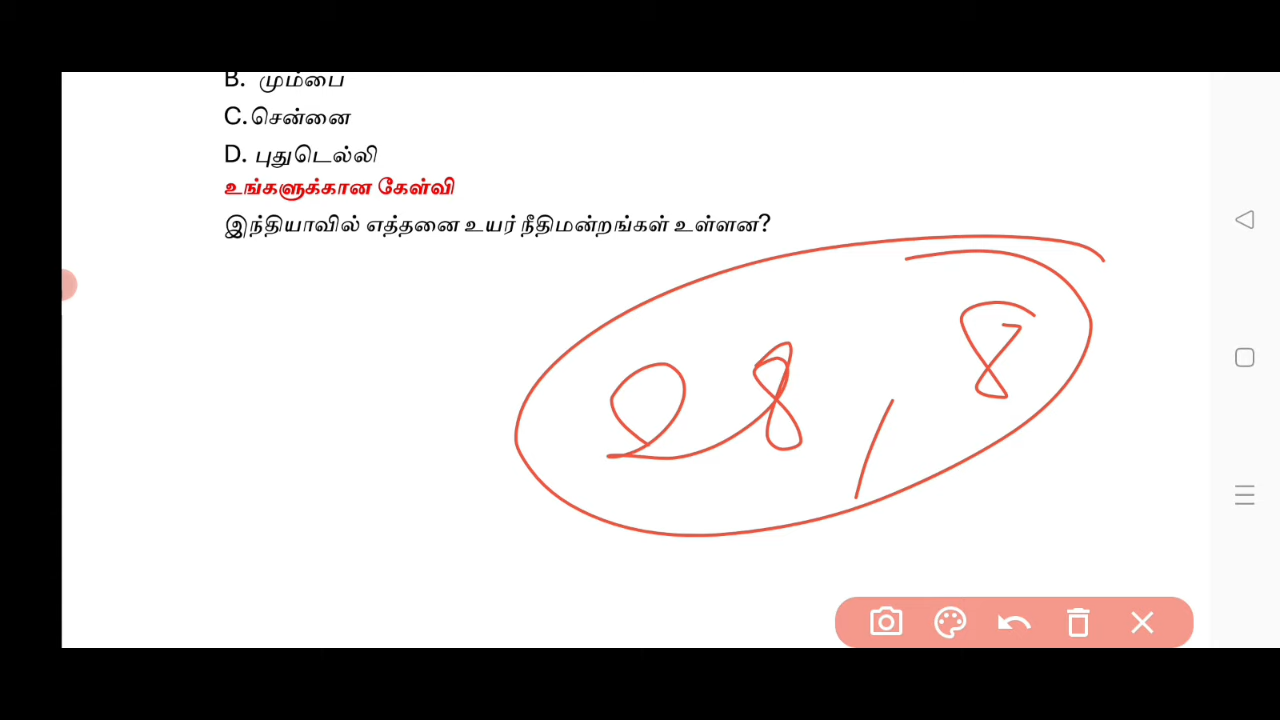 B. மும்பை
C.சென்னை
D. புதுடெல்லி
உங்களுக்கான கேள்வி
இந்தியாவில் எத்தனை உயர் நீதிமன்றங்கள் உள்ளன?
28, 8